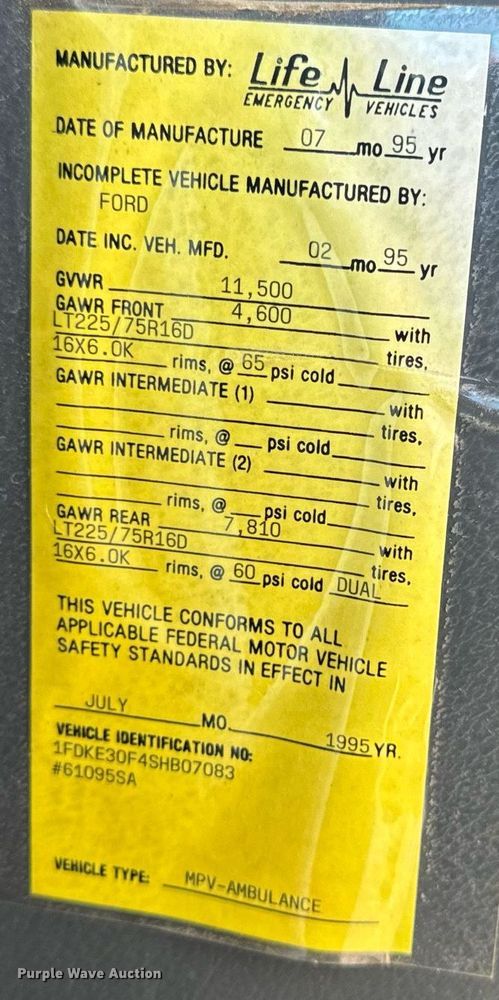 MANUFACTURED BY: Life Line
EMERGENCY VEHICLES
DATE OF MANUFACTURE 07 mo 95 yr
INCOMPLETE VEHICLE MANUFACTURED BY:
FORD
DATE INC. VEH. MFD. 02 mo 95 yr
GVWR 11,500
GAWR FRONT 4,600 with
LT225/75R16D tires,
16X6.0K rims, @ 65 psi cold
GAWR INTERMEDIATE (1) with
tires,
rims, @ psi cold
GAWR INTERMEDIATE (2) with
tires,
rims, @ psi cold
GAWR REAR 7,810 with
LT225/75R16D tires,
16X6.0K rims, @ 60 psi cold DUAL
THIS VEHICLE CONFORMS TO ALL
APPLICABLE FEDERAL MOTOR VEHICLE
SAFETY STANDARDS IN EFFECT IN
JULY MO. 1995 YR.
VEHICLE IDENTIFICATION NO:
1FDKE30F4SHB07083
#61095SA
VEHICLE TYPE: MPV-AMBULANCE
Purple Wave Auction